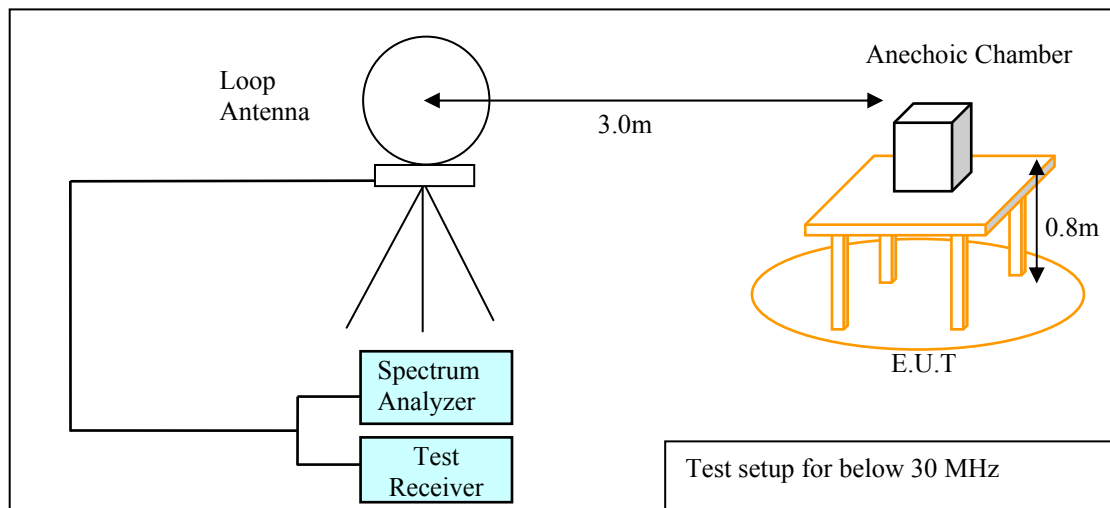 Anechoic Chamber
Loop
Antenna
3.0m
0.8m
E.U.T
Spectrum
Analyzer
Test
Receiver
Test setup for below 30 MHz